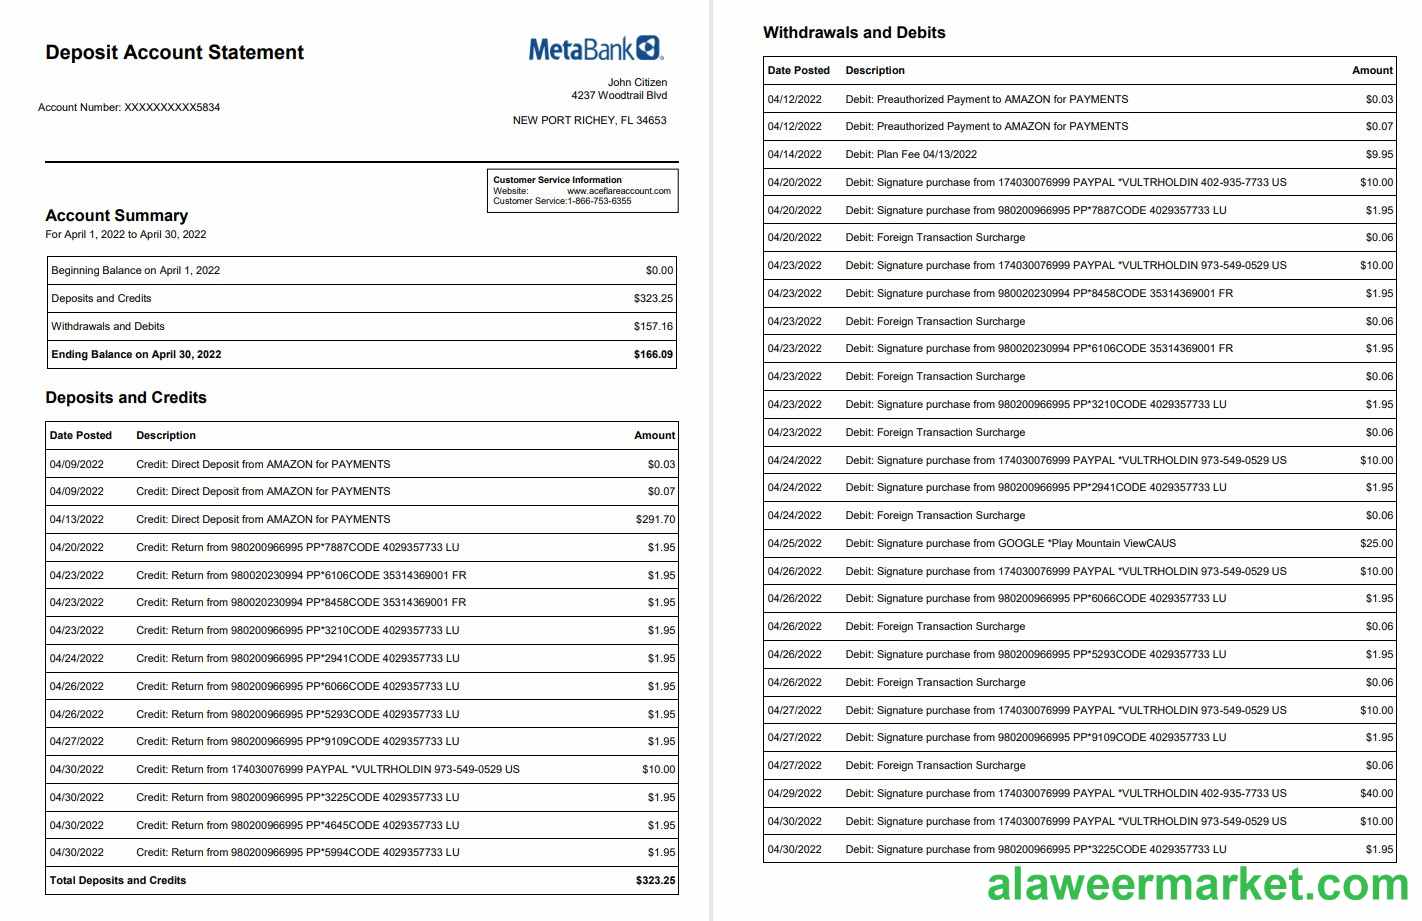 Deposit Account Statement
MetaBank
John Citizen
4237 Woodtrail Blvd
Account Number: XXXXXXXXXX5834
NEW PORT RICHEY, FL 34653
Customer Service Information
Website: www.aceflareaccount.com
Customer Service:1-866-753-6355
Account Summary
For April 1, 2022 to April 30, 2022
Beginning Balance on April 1, 2022 $0.00
Deposits and Credits $323.25
Withdrawals and Debits $157.16
Ending Balance on April 30, 2022 $166.09
Deposits and Credits
Date Posted Description Amount
04/09/2022 Credit: Direct Deposit from AMAZON for PAYMENTS $0.03
04/09/2022 Credit: Direct Deposit from AMAZON for PAYMENTS $0.07
04/13/2022 Credit: Direct Deposit from AMAZON for PAYMENTS $291.70
04/20/2022 Credit: Return from 980200966995 PP*7887CODE 4029357733 LU $1.95
04/23/2022 Credit: Return from 980020230994 PP*6106CODE 35314369001 FR $1.95
04/23/2022 Credit: Return from 980020230994 PP*8458CODE 35314369001 FR $1.95
04/23/2022 Credit: Return from 980200966995 PP*3210CODE 4029357733 LU $1.95
04/24/2022 Credit: Return from 980200966995 PP*2941CODE 4029357733 LU $1.95
04/26/2022 Credit: Return from 980200966995 PP*6066CODE 4029357733 LU $1.95
04/26/2022 Credit: Return from 980200966995 PP*5293CODE 4029357733 LU $1.95
04/27/2022 Credit: Return from 980200966995 PP*9109CODE 4029357733 LU $1.95
04/30/2022 Credit: Return from 174030076999 PAYPAL *VULTRHOLDIN 973-549-0529 US $10.00
04/30/2022 Credit: Return from 980200966995 PP*3225CODE 4029357733 LU $1.95
04/30/2022 Credit: Return from 980200966995 PP*4645CODE 4029357733 LU $1.95
04/30/2022 Credit: Return from 980200966995 PP*5994CODE 4029357733 LU $1.95
Total Deposits and Credits $323.25
Withdrawals and Debits
Date Posted Description Amount
04/12/2022 Debit: Preauthorized Payment to AMAZON for PAYMENTS $0.03
04/12/2022 Debit: Preauthorized Payment to AMAZON for PAYMENTS $0.07
04/14/2022 Debit: Plan Fee 04/13/2022 $9.95
04/20/2022 Debit: Signature purchase from 174030076999 PAYPAL *VULTRHOLDIN 402-935-7733 US $10.00
04/20/2022 Debit: Signature purchase from 980200966995 PP*7887CODE 4029357733 LU $1.95
04/20/2022 Debit: Foreign Transaction Surcharge $0.06
04/23/2022 Debit: Signature purchase from 174030076999 PAYPAL *VULTRHOLDIN 973-549-0529 US $10.00
04/23/2022 Debit: Signature purchase from 980020230994 PP*8458CODE 35314369001 FR $1.95
04/23/2022 Debit: Foreign Transaction Surcharge $0.06
04/23/2022 Debit: Signature purchase from 980020230994 PP*6106CODE 35314369001 FR $1.95
04/23/2022 Debit: Foreign Transaction Surcharge $0.06
04/23/2022 Debit: Signature purchase from 980200966995 PP*3210CODE 4029357733 LU $1.95
04/23/2022 Debit: Foreign Transaction Surcharge $0.06
04/24/2022 Debit: Signature purchase from 174030076999 PAYPAL *VULTRHOLDIN 973-549-0529 US $10.00
04/24/2022 Debit: Signature purchase from 980200966995 PP*2941CODE 4029357733 LU $1.95
04/24/2022 Debit: Foreign Transaction Surcharge $0.06
04/25/2022 Debit: Signature purchase from GOOGLE *Play Mountain ViewCAUS $25.00
04/26/2022 Debit: Signature purchase from 174030076999 PAYPAL *VULTRHOLDIN 973-549-0529 US $10.00
04/26/2022 Debit: Signature purchase from 980200966995 PP*6066CODE 4029357733 LU $1.95
04/26/2022 Debit: Foreign Transaction Surcharge $0.06
04/26/2022 Debit: Signature purchase from 980200966995 PP*5293CODE 4029357733 LU $1.95
04/26/2022 Debit: Foreign Transaction Surcharge $0.06
04/27/2022 Debit: Signature purchase from 174030076999 PAYPAL *VULTRHOLDIN 973-549-0529 US $10.00
04/27/2022 Debit: Signature purchase from 980200966995 PP*9109CODE 4029357733 LU $1.95
04/27/2022 Debit: Foreign Transaction Surcharge $0.06
04/29/2022 Debit: Signature purchase from 174030076999 PAYPAL *VULTRHOLDIN 402-935-7733 US $40.00
04/30/2022 Debit: Signature purchase from 174030076999 PAYPAL *VULTRHOLDIN 973-549-0529 US $10.00
04/30/2022 Debit: Signature purchase from 980200966995 PP*3225CODE 4029357733 LU $1.95
alaweermarket.com